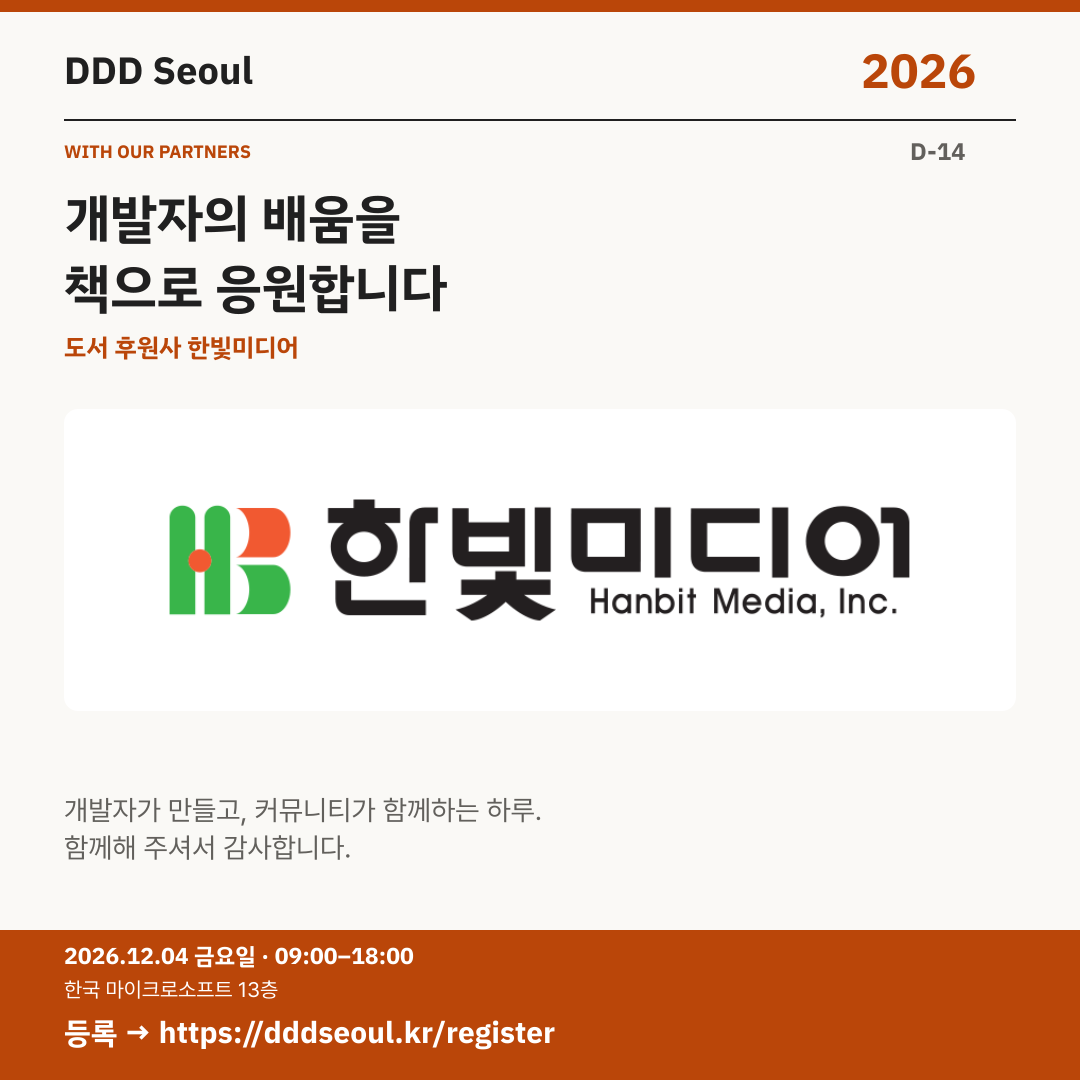 DDD Seoul
2026
WITH OUR PARTNERS
D-14
개발자의 배움을
책으로 응원합니다
도서 후원사 한빛미디어
한빛미디어
Hanbit Media, Inc.
개발자가 만들고, 커뮤니티가 함께하는 하루.
함께해 주셔서 감사합니다.
2026.12.04 금요일 · 09:00–18:00
한국 마이크로소프트 13층
등록 → https://dddseoul.kr/register